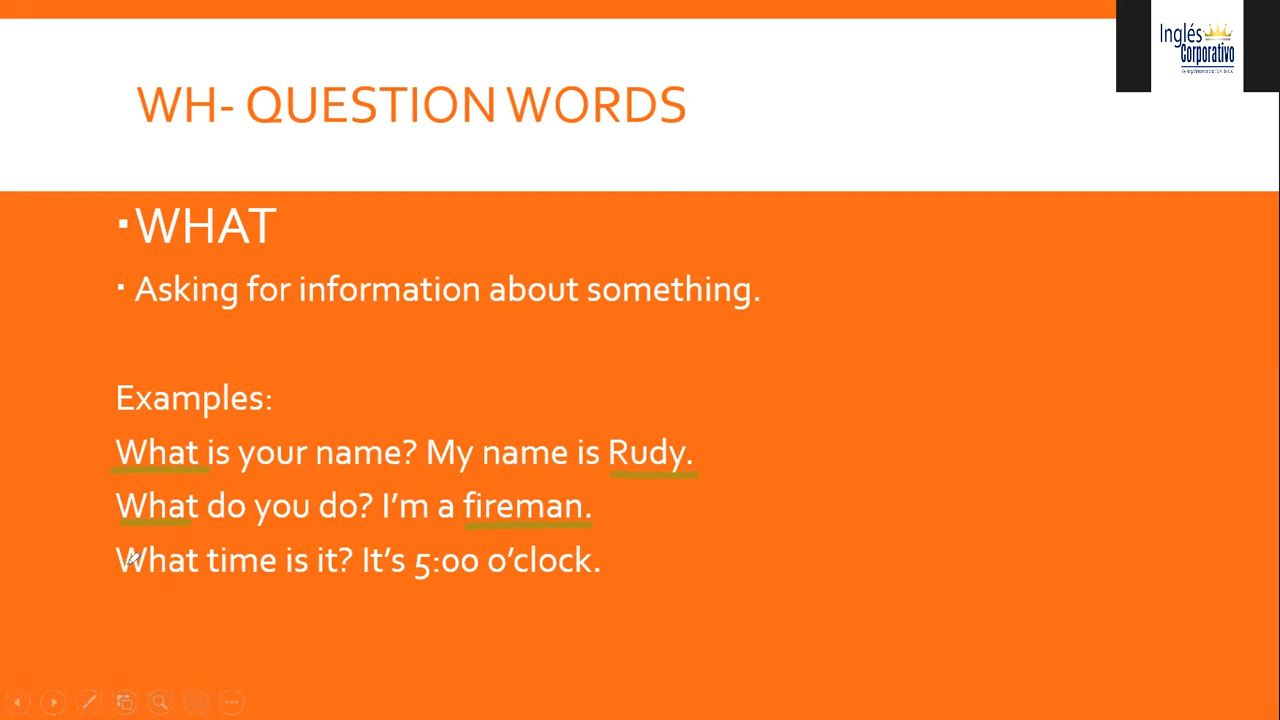 Inglés
Corporativo
WH- QUESTION WORDS
▪WHAT
▪ Asking for information about something.
Examples:
What is your name? My name is Rudy.
What do you do? I’m a fireman.
What time is it? It’s 5:00 o’clock.